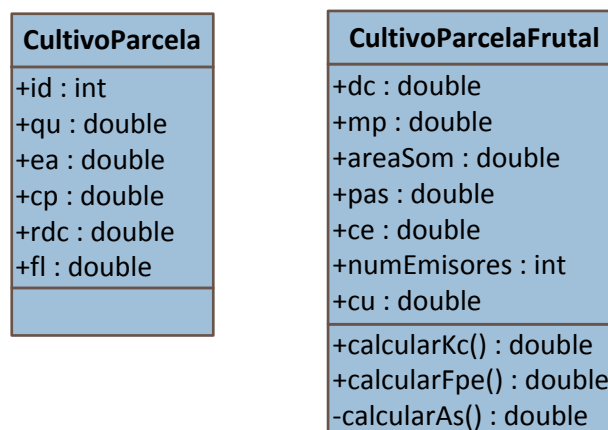 CultivoParcela
+id : int
+qu : double
+ea : double
+cp : double
+rdc : double
+fl : double
CultivoParcelaFrutal
+dc : double
+mp : double
+areaSom : double
+pas : double
+ce : double
+numEmisores : int
+cu : double
+calcularKc() : double
+calcularFpe() : double
-calcularAs() : double